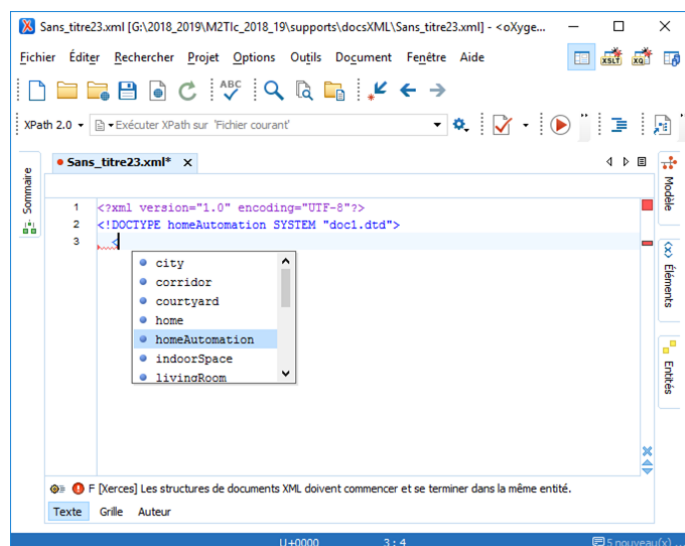 Sans_titre23.xml [G:\2018_2019\M2TIc_2018_19\supports\docsXML\Sans_titre23.xml] - <oXyge...
Fichier Éditer Rechercher Projet Options Outils Document Fenêtre Aide
XSLT XQ
ABC
XPath 2.0 Exécuter XPath sur 'Fichier courant'
Sans_titre23.xml*
Sommaire
Modèle
1 <?xml version="1.0" encoding="UTF-8"?>
2 <!DOCTYPE homeAutomation SYSTEM "doc1.dtd">
3 <
city
corridor
courtyard
home
homeAutomation
indoorSpace
livingRoom
Éléments
Entités
F [Xerces] Les structures de documents XML doivent commencer et se terminer dans la même entité.
Texte Grille Auteur
U+0000 3 : 4 5 nouveau(x) ...